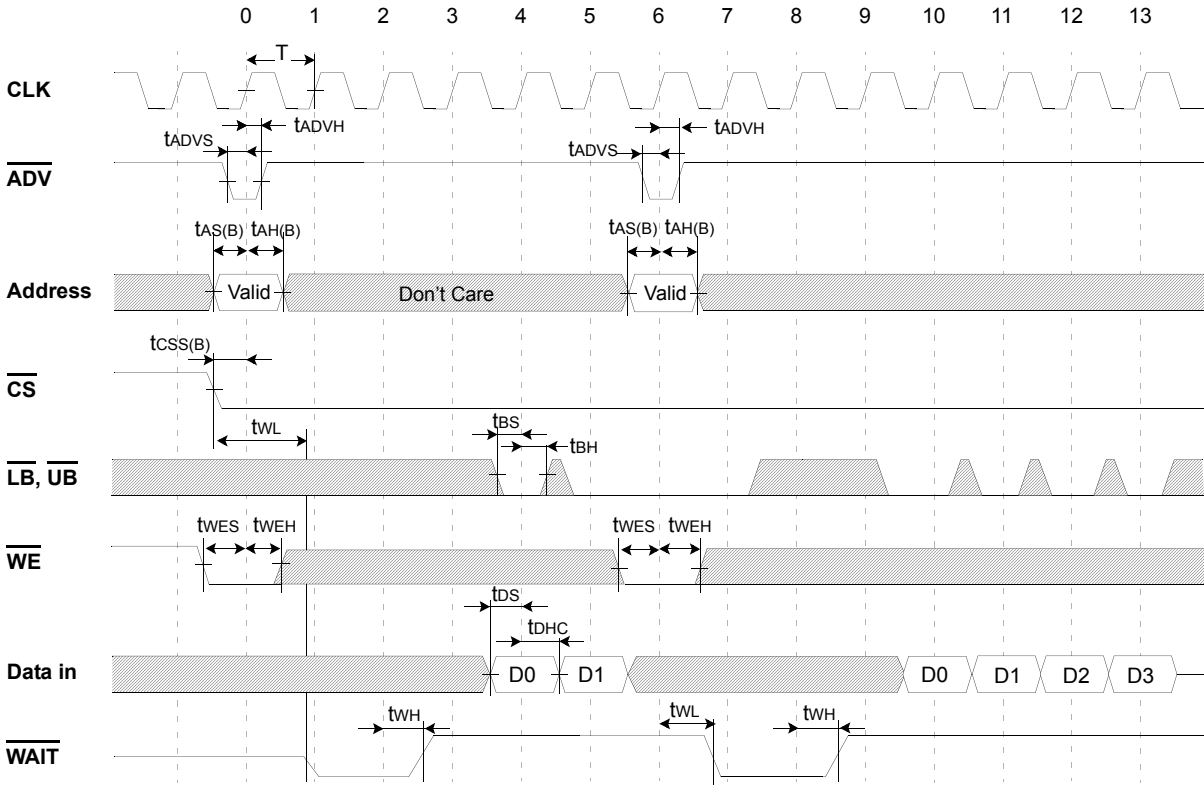 0 1 2 3 4 5 6 7 8 9 10 11 12 13
T
CLK
tADVH tADVH
tADVS tADVS
ADV
tAS(B) tAH(B) tAS(B) tAH(B)
Address Valid Don't Care Valid
tCSS(B)
CS
tWL tBS
tBH
LB, UB
tWES tWEH tWES tWEH
WE
tDS
tDHC
Data in D0 D1 D0 D1 D2 D3
tWH tWL tWH
WAIT